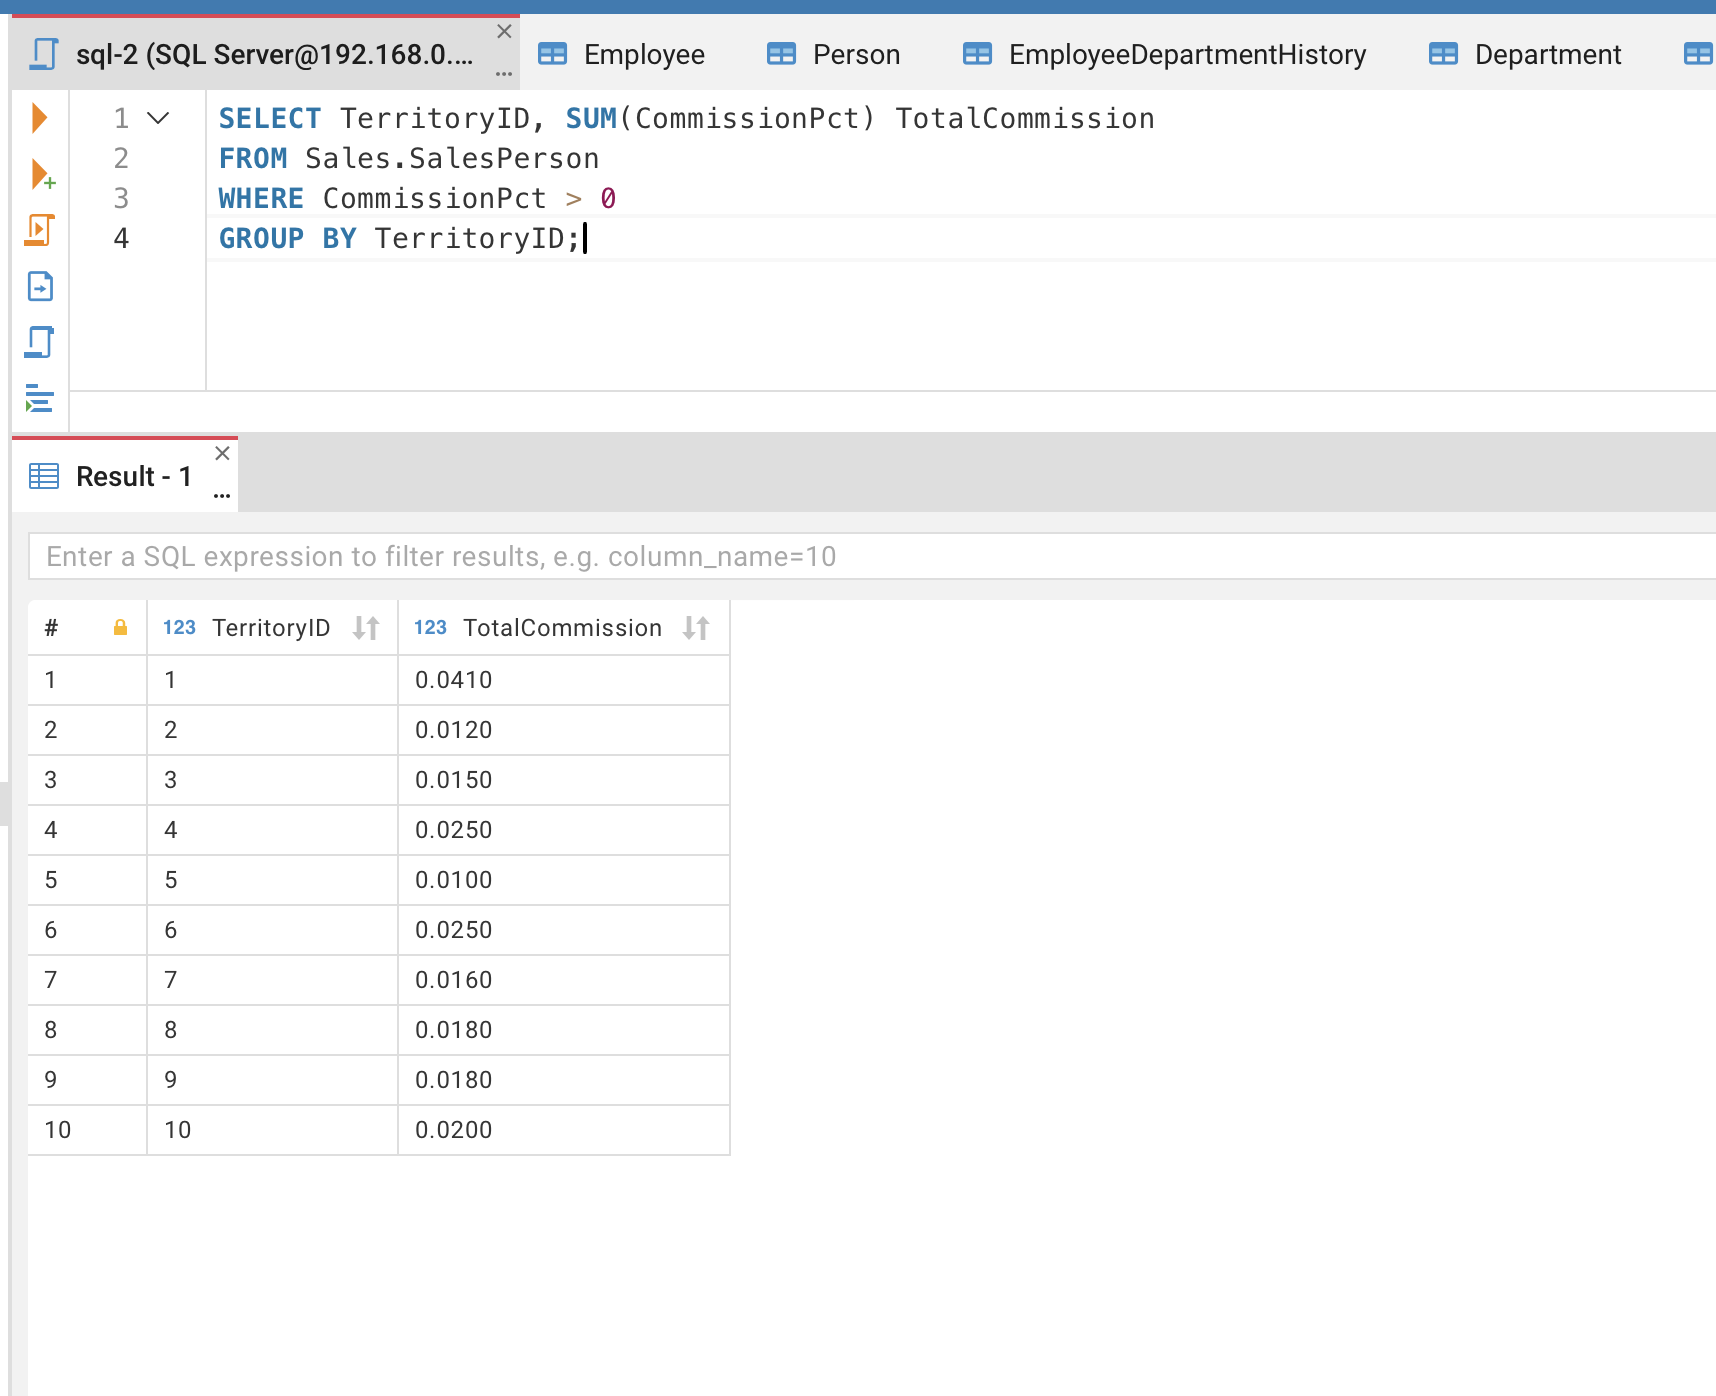 sql-2 (SQL Server@192.168.0.... Employee Person EmployeeDepartmentHistory Department
1 SELECT TerritoryID, SUM(CommissionPct) TotalCommission
2 FROM Sales.SalesPerson
3 WHERE CommissionPct > 0
4 GROUP BY TerritoryID;
Result - 1
Enter a SQL expression to filter results, e.g. column_name=10
# 123 TerritoryID 123 TotalCommission
1 1 0.0410
2 2 0.0120
3 3 0.0150
4 4 0.0250
5 5 0.0100
6 6 0.0250
7 7 0.0160
8 8 0.0180
9 9 0.0180
10 10 0.0200